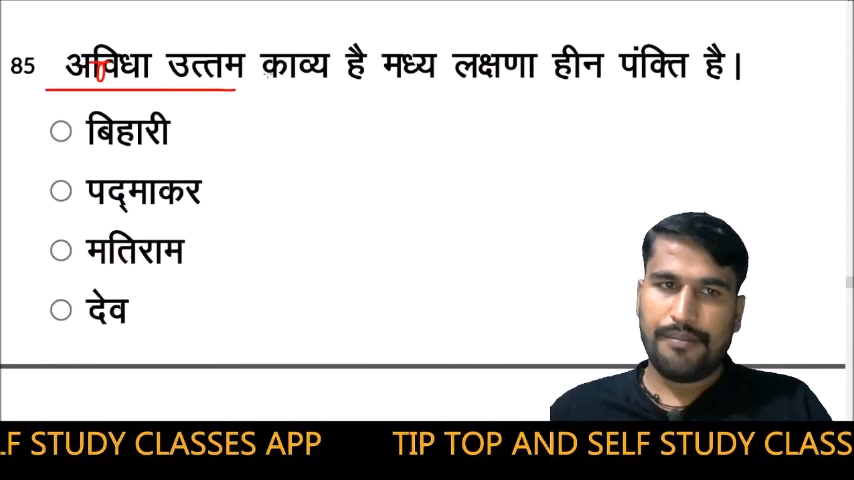 85 अविधा उत्तम काव्य है मध्य लक्षणा हीन पंक्ति है।
बिहारी
पद्माकर
मतिराम
देव
LF STUDY CLASSES APP TIP TOP AND SELF STUDY CLASS